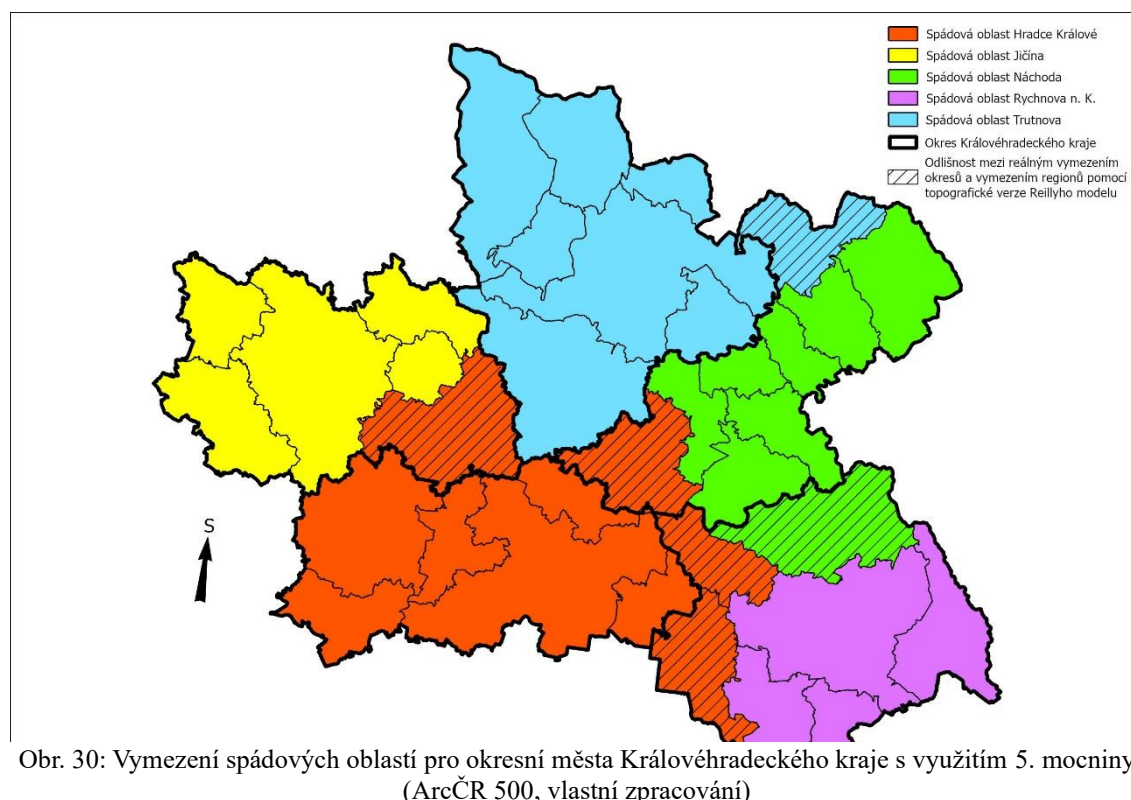 Spádová oblast Hradce Králové
Spádová oblast Jičína
Spádová oblast Náchoda
Spádová oblast Rychnova n. K.
Spádová oblast Trutnova
Okres Královéhradeckého kraje
Odlišnost mezi reálným vymezením
okresů a vymezením regionů pomocí
topografické verze Reillyho modelu
S
Obr. 30: Vymezení spádových oblastí pro okresní města Královéhradeckého kraje s využitím 5. mocniny
(ArcČR 500, vlastní zpracování)